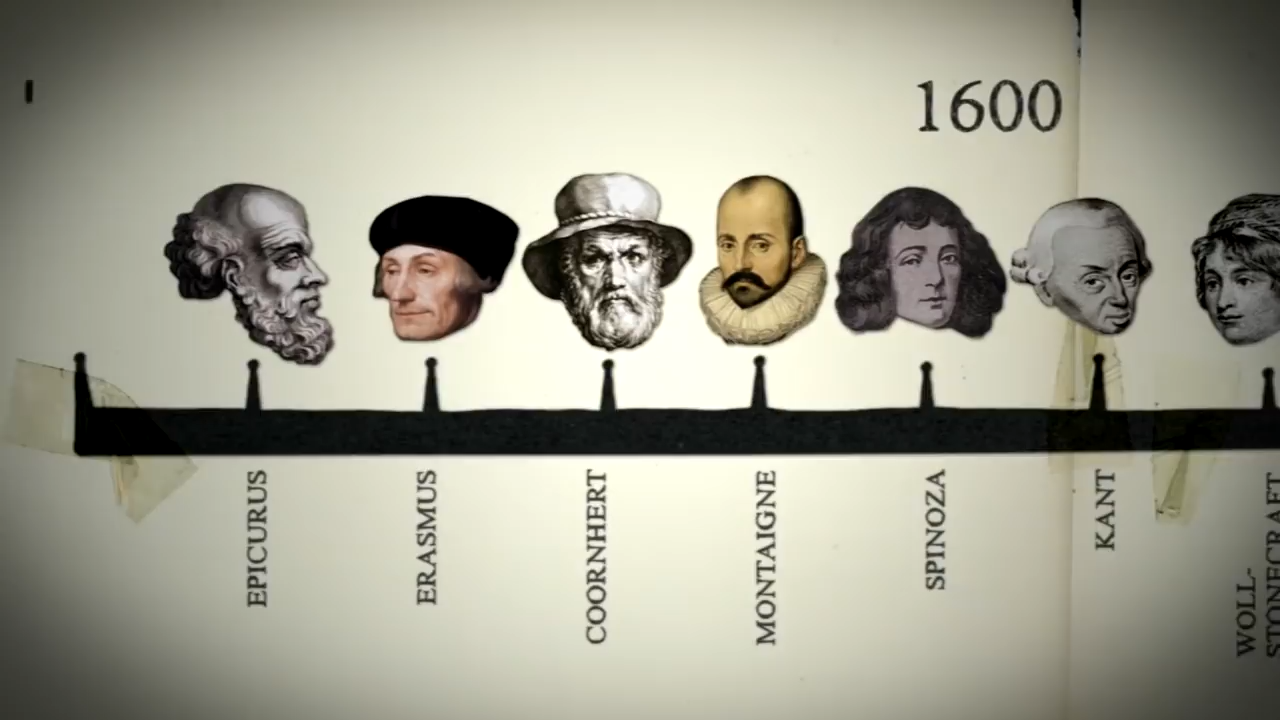 1600
EPICURUS
ERASMUS
COORNHERT
MONTAIGNE
SPINOZA
KANT
WOLL-
STONECRAFT